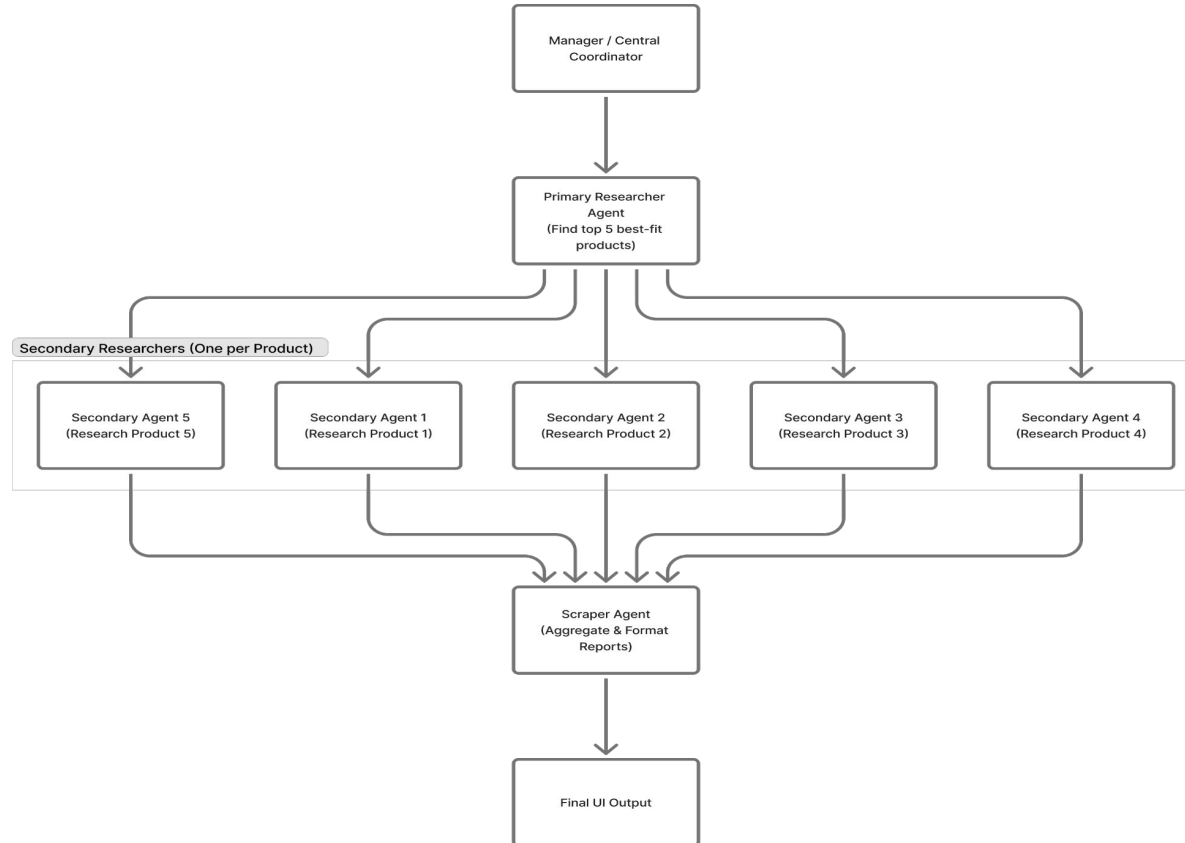 Manager / Central
Coordinator
Primary Researcher
Agent
(Find top 5 best-fit
products)
Secondary Researchers (One per Product)
Secondary Agent 5
(Research Product 5)
Secondary Agent 1
(Research Product 1)
Secondary Agent 2
(Research Product 2)
Secondary Agent 3
(Research Product 3)
Secondary Agent 4
(Research Product 4)
Scraper Agent
(Aggregate & Format
Reports)
Final UI Output